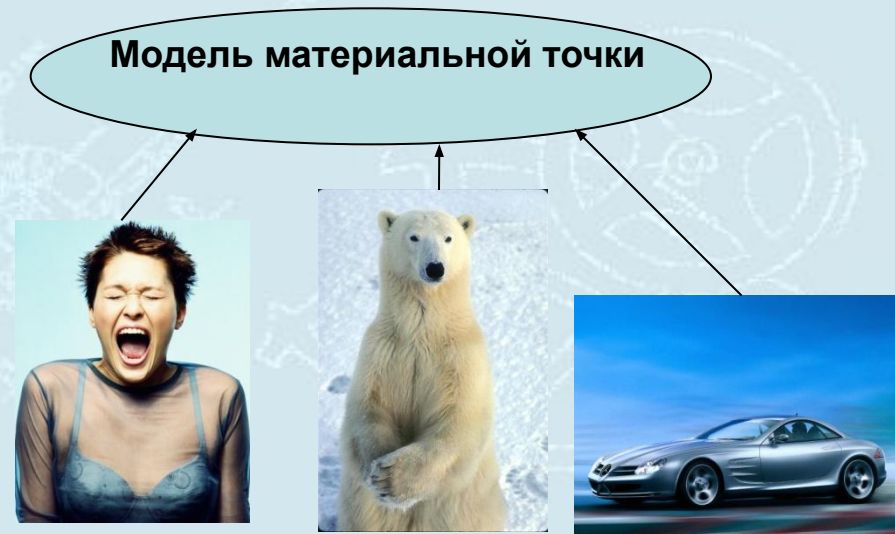 Модель материальной точки